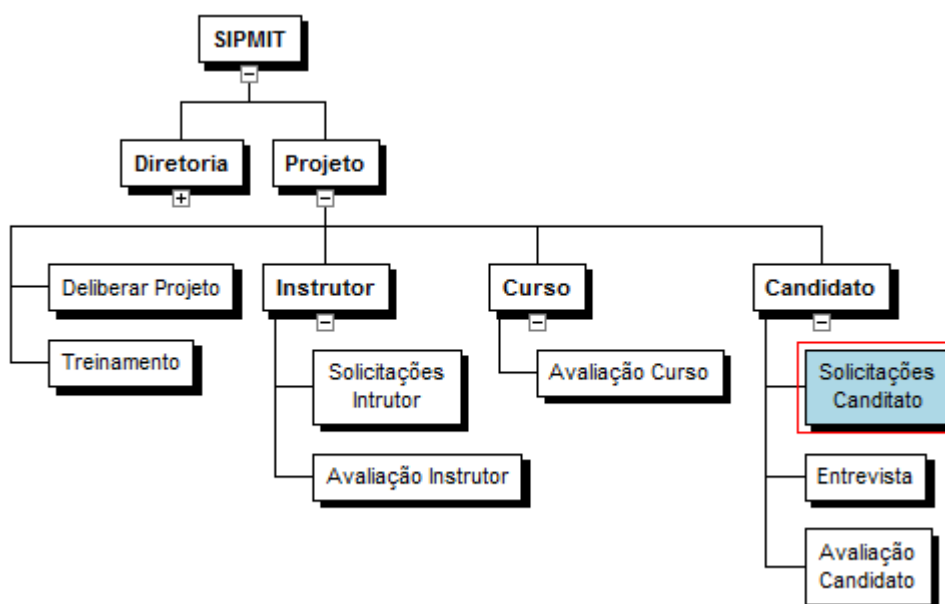 SIPMIT
Diretoria
Projeto
Deliberar Projeto
Treinamento
Instrutor
Solicitações
Intrutor
Avaliação Instrutor
Curso
Avaliação Curso
Candidato
Solicitações
Canditato
Entrevista
Avaliação
Candidato